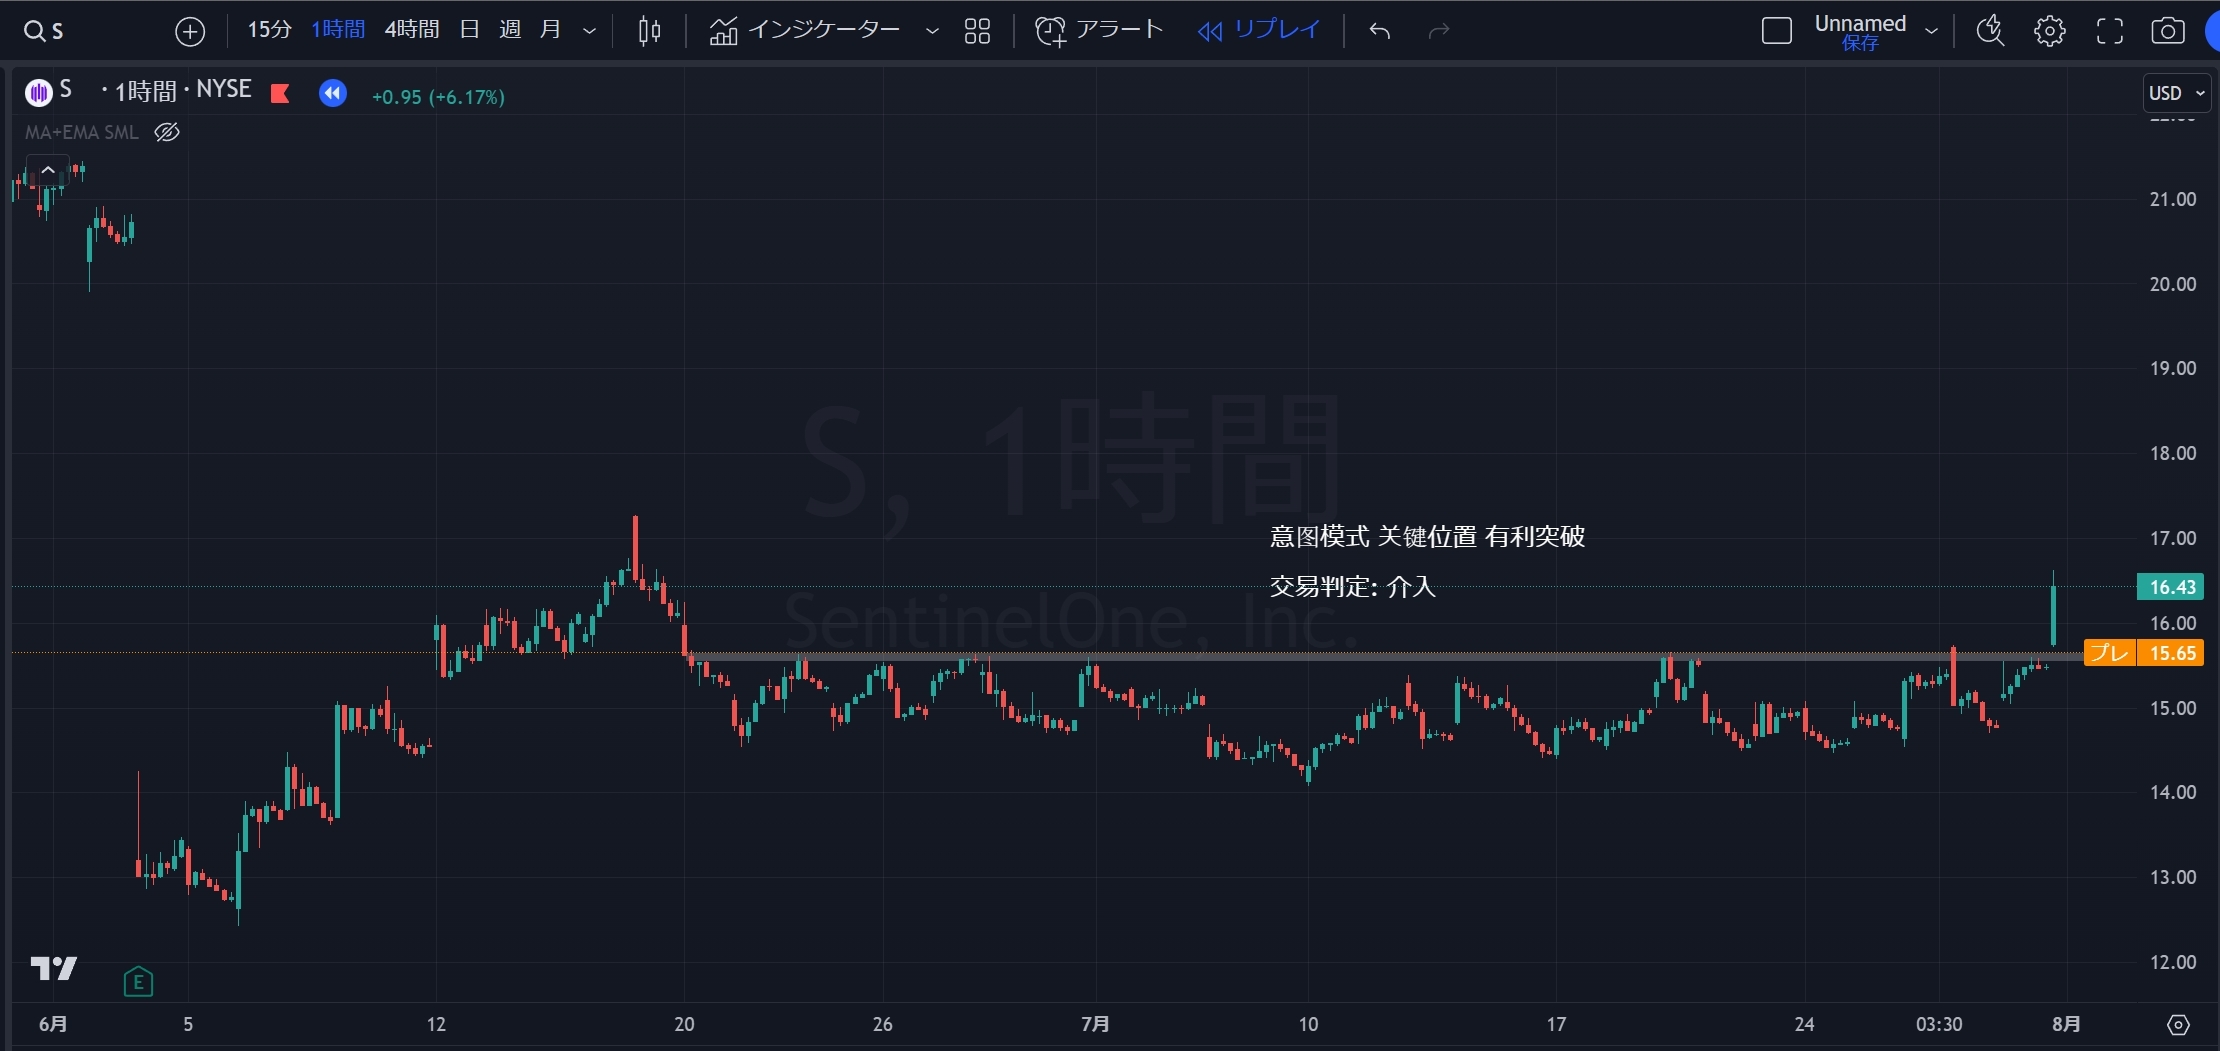 S 15分 1時間 4時間 日 週 月 インジケーター アラート リプレイ Unnamed
保存
S · 1時間 · NYSE +0.95 (+6.17%) USD
MA+EMA SML
21.00
20.00
19.00
18.00
17.00
16.43
16.00
プレ 15.65
15.00
14.00
13.00
12.00
S, 1時間
SentinelOne, Inc.
意图模式 关键位置 有利突破
交易判定: 介入
E
6月 5 12 20 26 7月 10 17 24 03:30 8月